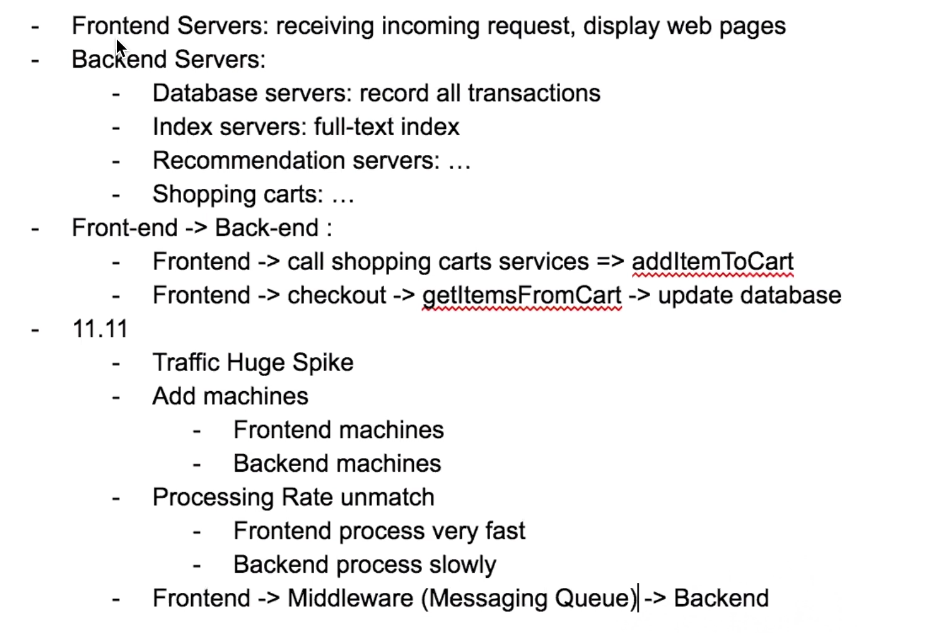 - Frontend Servers: receiving incoming request, display web pages
- Backend Servers:
- Database servers: record all transactions
- Index servers: full-text index
- Recommendation servers: …
- Shopping carts: …
- Front-end -> Back-end :
- Frontend -> call shopping carts services => addItemToCart
- Frontend -> checkout -> getItemsFromCart -> update database
- 11.11
- Traffic Huge Spike
- Add machines
- Frontend machines
- Backend machines
- Processing Rate unmatch
- Frontend process very fast
- Backend process slowly
- Frontend -> Middleware (Messaging Queue) -> Backend